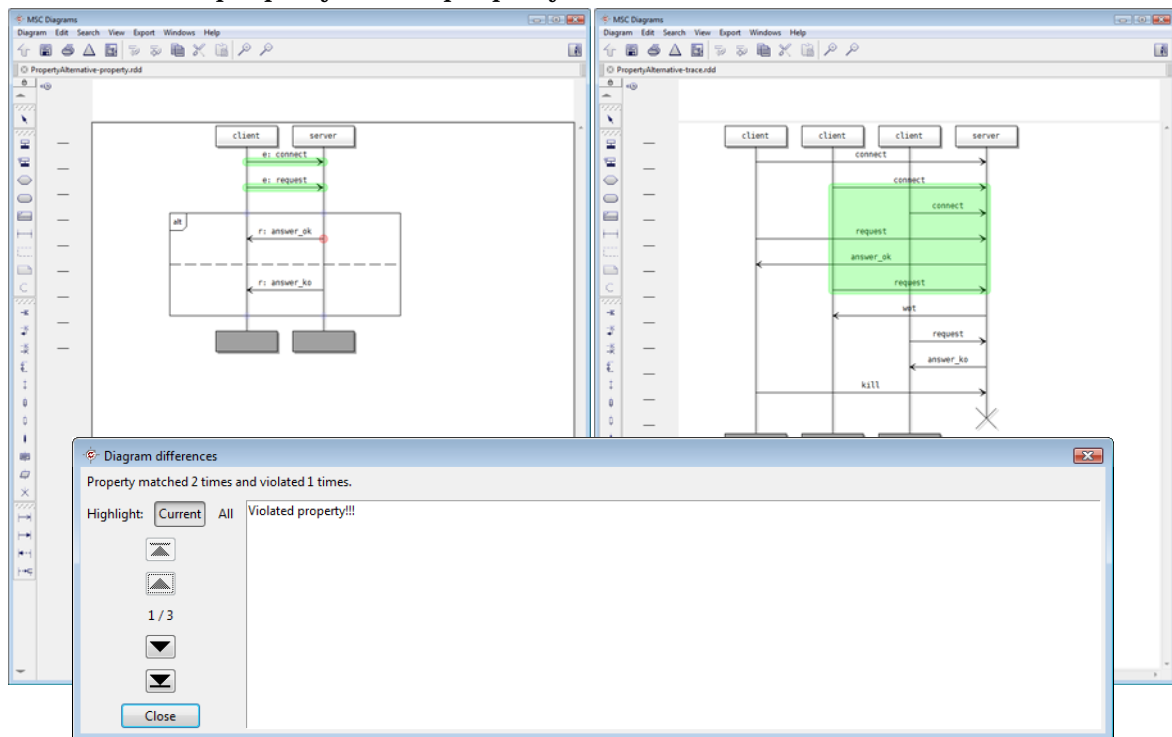 MSC Diagrams
Diagram Edit Search View Export Windows Help
PropertyAlternative-property.rdd
client server
e: connect
e: request
alt
r: answer_ok
r: answer_ko
MSC Diagrams
Diagram Edit Search View Export Windows Help
PropertyAlternative-trace.rdd
client client client server
connect
connect
connect
request
answer_ok
request
wot
request
answer_ko
kill
Diagram differences
Property matched 2 times and violated 1 times.
Highlight: Current All
Violated property!!!
1 / 3
Close